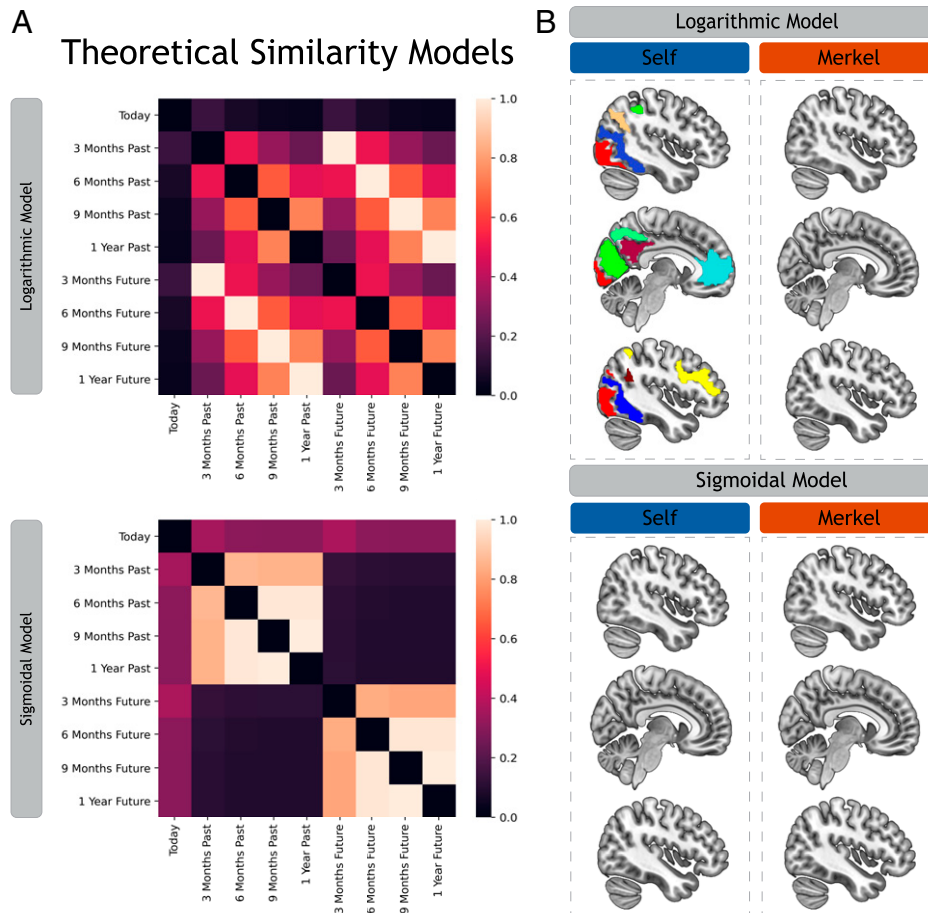 A
Theoretical Similarity Models
Logarithmic Model
Today
3 Months Past
6 Months Past
9 Months Past
1 Year Past
3 Months Future
6 Months Future
9 Months Future
1 Year Future
Today
3 Months Past
6 Months Past
9 Months Past
1 Year Past
3 Months Future
6 Months Future
9 Months Future
1 Year Future
1.0
0.8
0.6
0.4
0.2
0.0
Sigmoidal Model
Today
3 Months Past
6 Months Past
9 Months Past
1 Year Past
3 Months Future
6 Months Future
9 Months Future
1 Year Future
Today
3 Months Past
6 Months Past
9 Months Past
1 Year Past
3 Months Future
6 Months Future
9 Months Future
1 Year Future
1.0
0.8
0.6
0.4
0.2
0.0
B
Logarithmic Model
Self
Merkel
Sigmoidal Model
Self
Merkel